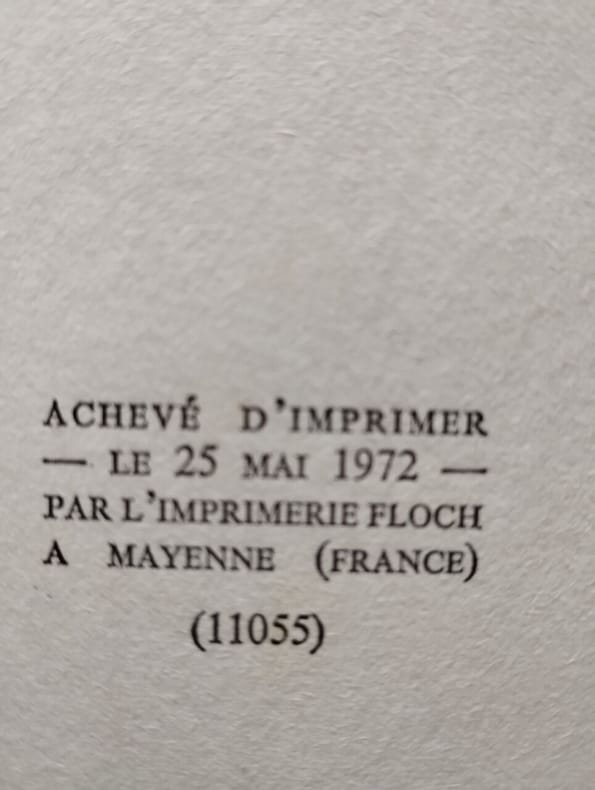 ACHEVÉ D'IMPRIMER
— LE 25 MAI 1972 —
PAR L'IMPRIMERIE FLOCH
A MAYENNE (FRANCE)
(11055)